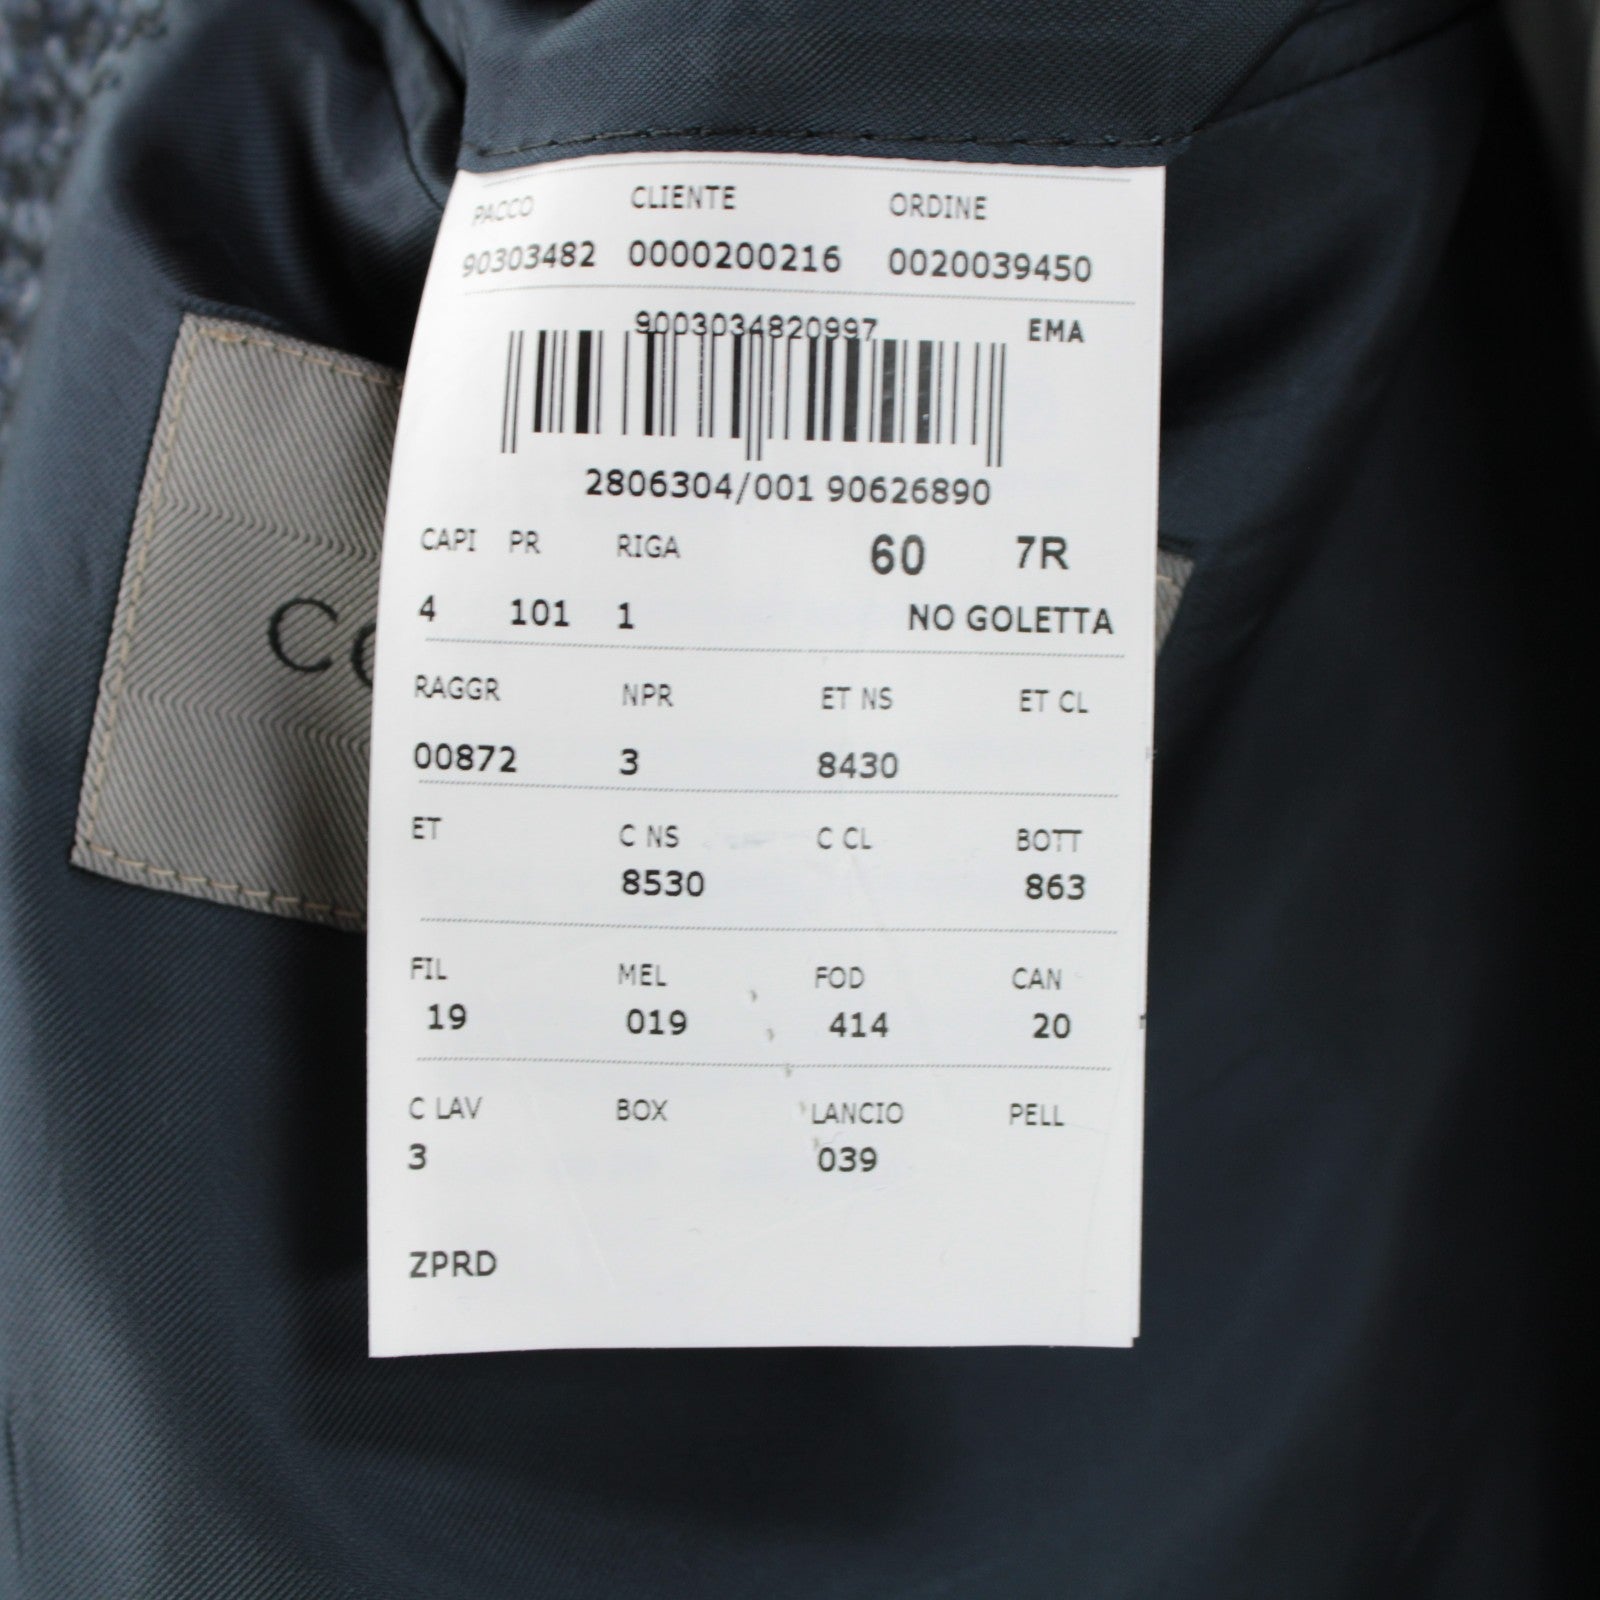 PACCO CLIENTE ORDINE
90303482 0000200216 0020039450
9003034820997 EMA
2806304/001 90626890
CAPI PR RIGA 60 7R
4 101 1 NO GOLETTA
RAGGR NPR ET NS ET CL
00872 3 8430
ET C NS C CL BOTT
8530 863
FIL MEL FOD CAN
19 019 414 20
C LAV BOX LANCIO PELL
3 039
ZPRD